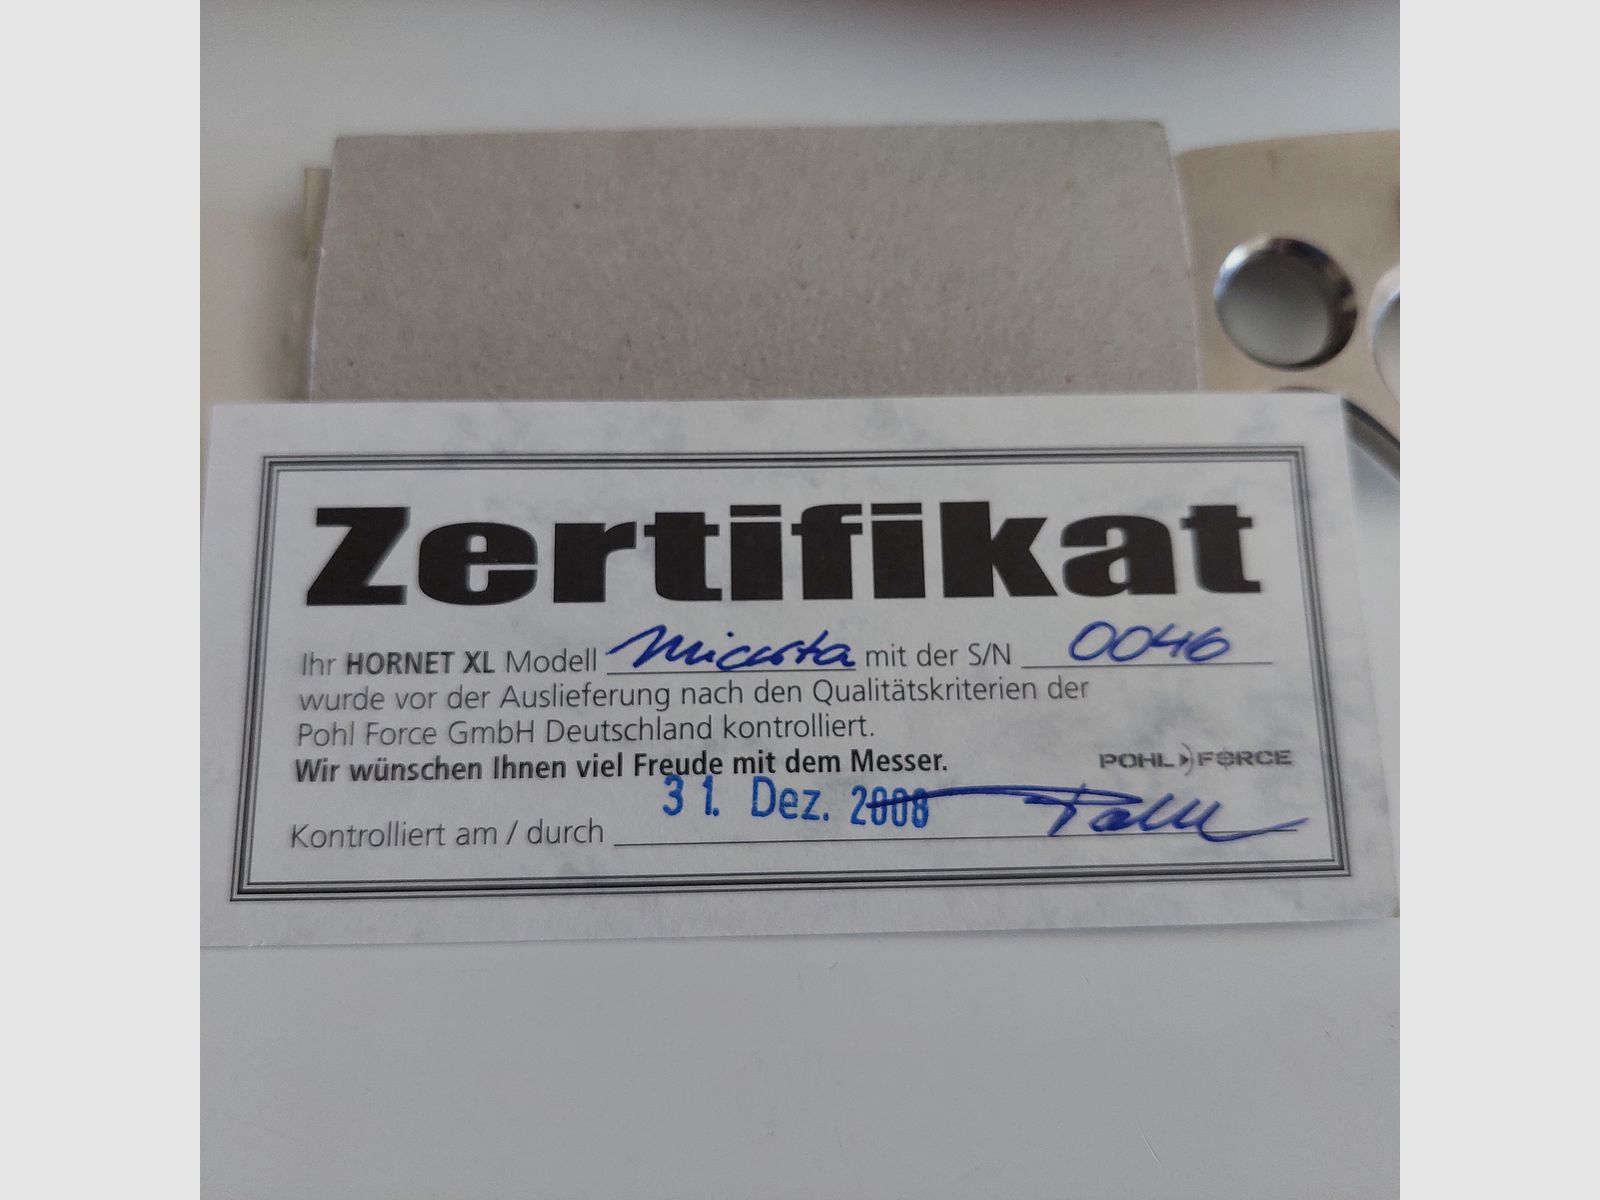 Zertifikat
Ihr HORNET XL Modell Micarta mit der S/N 0046
wurde vor der Auslieferung nach den Qualitätskriterien der
Pohl Force GmbH Deutschland kontrolliert.
Wir wünschen Ihnen viel Freude mit dem Messer.
POHL FORCE
31. Dez. 2008
Kontrolliert am / durch